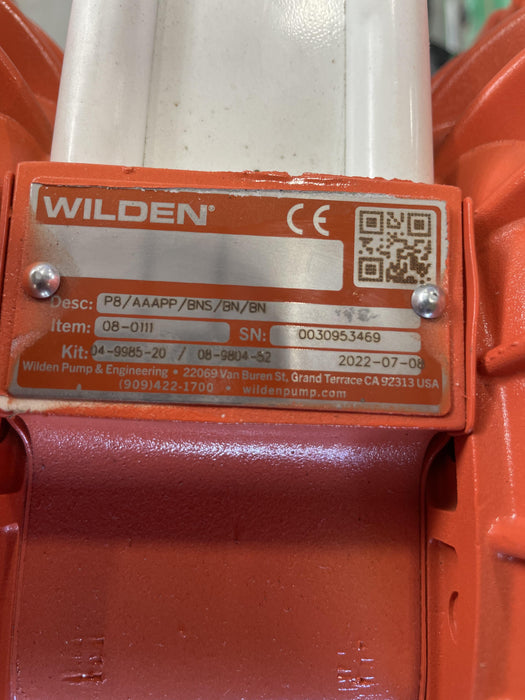 WILDEN® CE
Desc: P8/AAAPP/BNS/BN/BN
Item: 08-0111 SN: 0030953469
Kit: 04-9985-20 / 08-9804-52 2022-07-08
Wilden Pump & Engineering • 22069 Van Buren St, Grand Terrace CA 92313 USA
(909)422-1700 • wildenpump.com